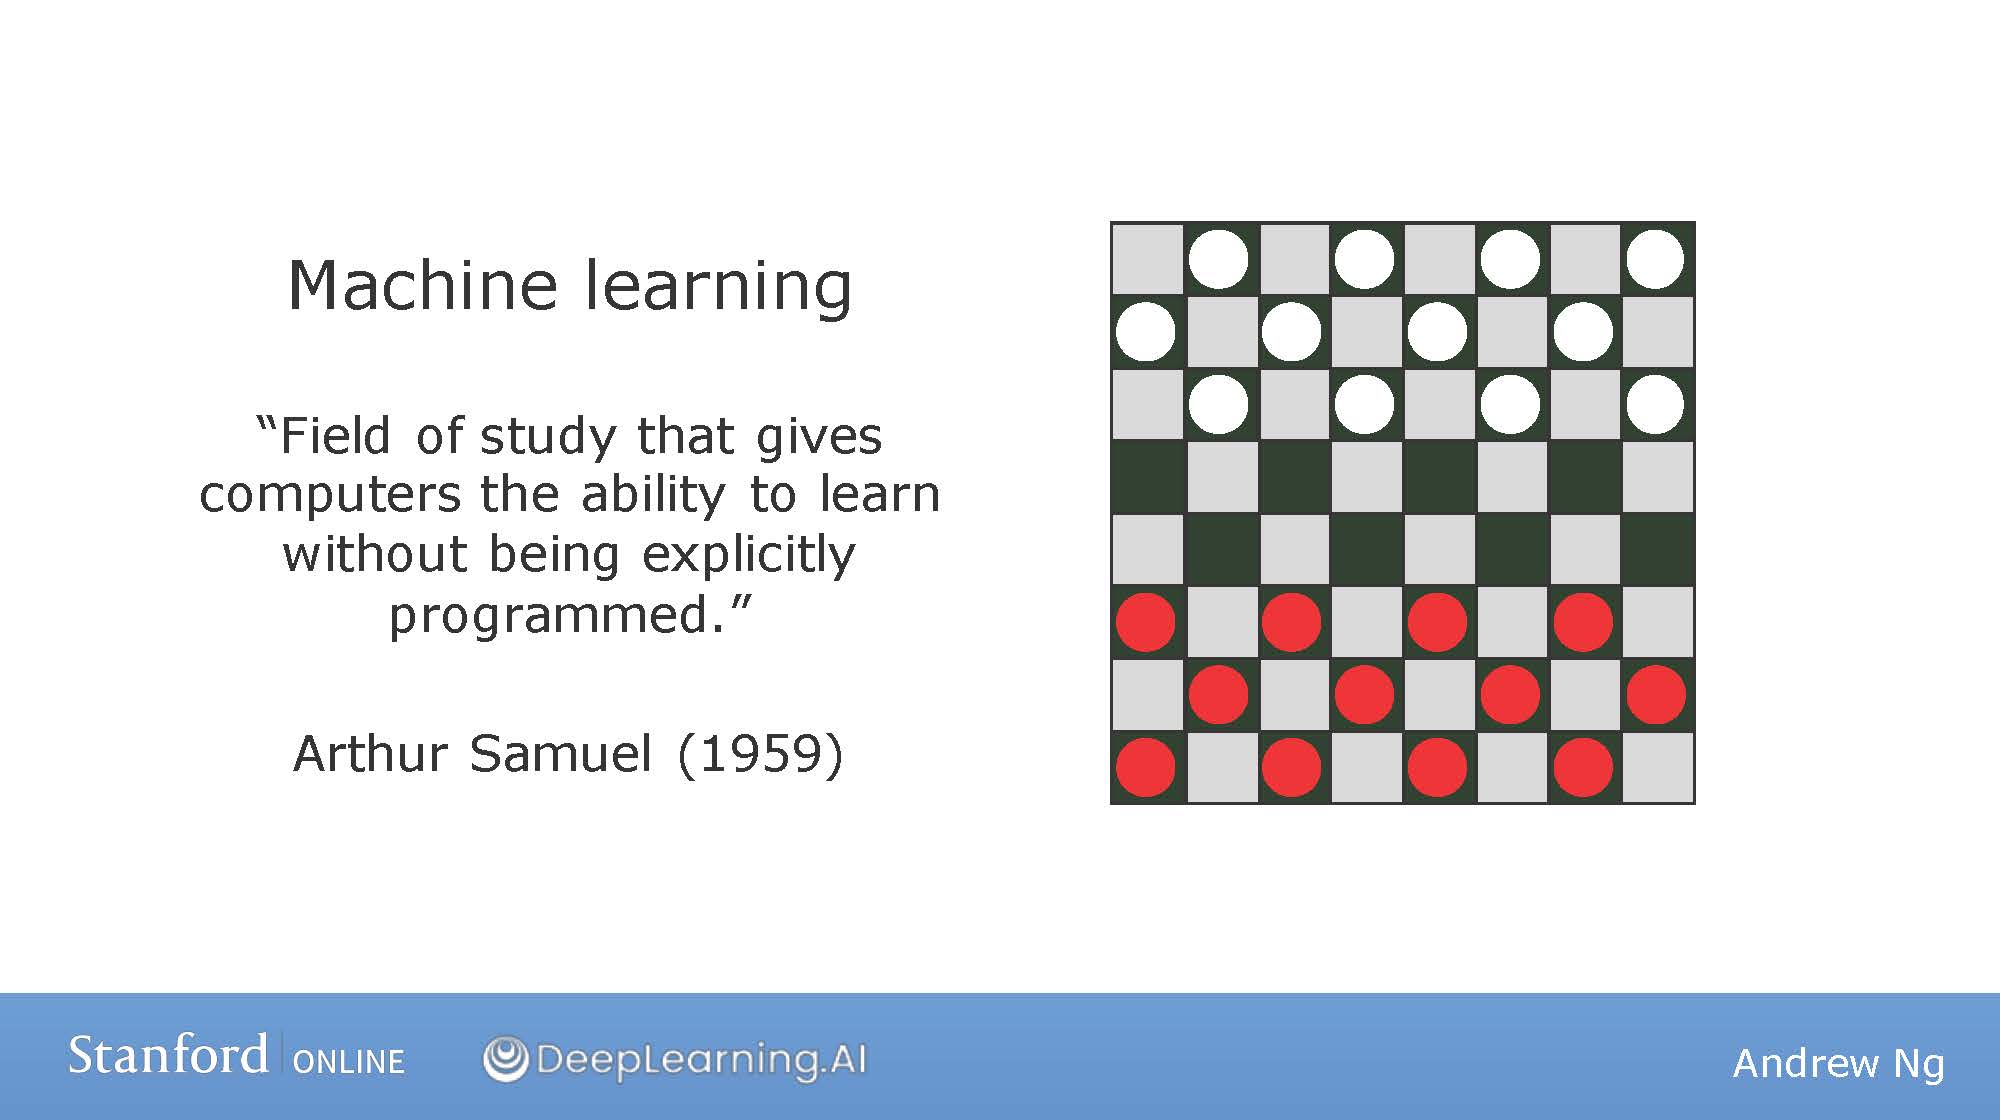 Machine learning
“Field of study that gives
computers the ability to learn
without being explicitly
programmed.”
Arthur Samuel (1959)
Stanford | ONLINE
DeepLearning.AI
Andrew Ng